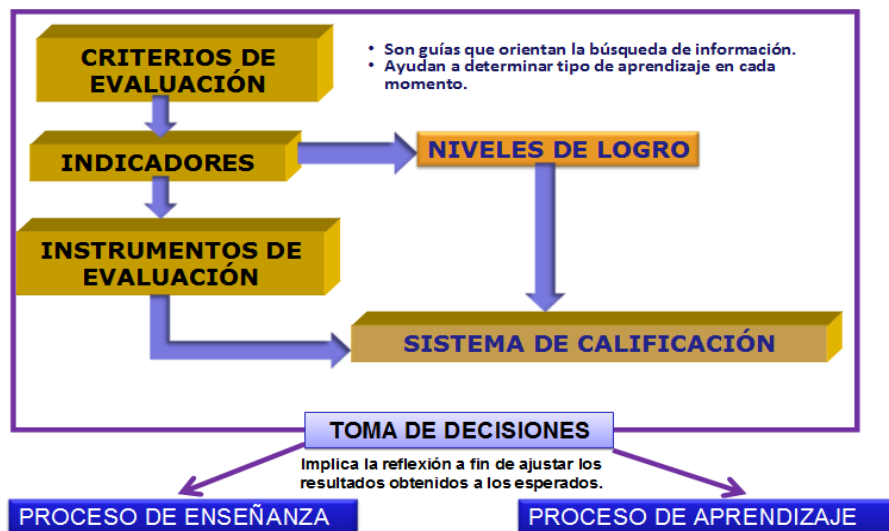 CRITERIOS DE
EVALUACIÓN
• Son guías que orientan la búsqueda de información.
• Ayudan a determinar tipo de aprendizaje en cada
momento.
INDICADORES
NIVELES DE LOGRO
INSTRUMENTOS DE
EVALUACIÓN
SISTEMA DE CALIFICACIÓN
TOMA DE DECISIONES
Implica la reflexión a fin de ajustar los
resultados obtenidos a los esperados.
PROCESO DE ENSEÑANZA
PROCESO DE APRENDIZAJE